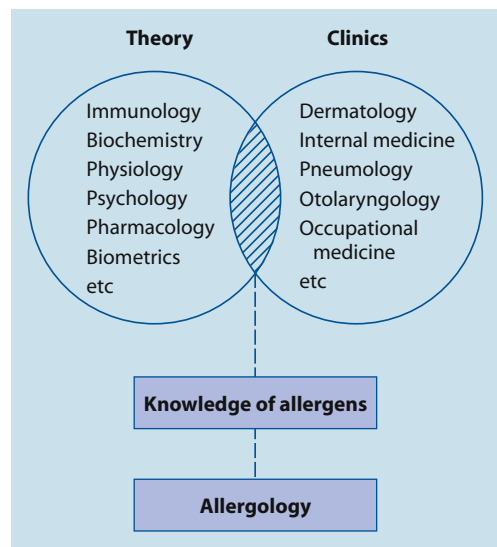 Theory
Immunology
Biochemistry
Physiology
Psychology
Pharmacology
Biometrics
etc
Clinics
Dermatology
Internal medicine
Pneumology
Otolaryngology
Occupational
medicine
etc
Knowledge of allergens
Allergology